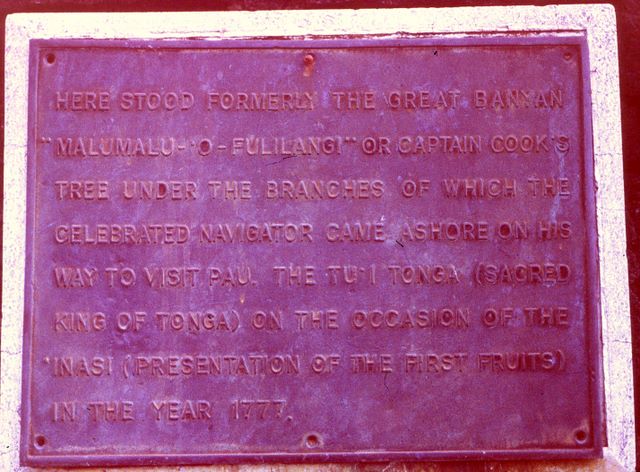 HERE STOOD FORMERLY THE GREAT BANYAN
"MALUMALU-'O-FULILANGI" OR CAPTAIN COOK'S
TREE UNDER THE BRANCHES OF WHICH THE
CELEBRATED NAVIGATOR CAME ASHORE ON HIS
WAY TO VISIT PAU. THE TU'I TONGA (SACRED
KING OF TONGA) ON THE OCCASION OF THE
'INASI (PRESENTATION OF THE FIRST FRUITS)
IN THE YEAR 1777.